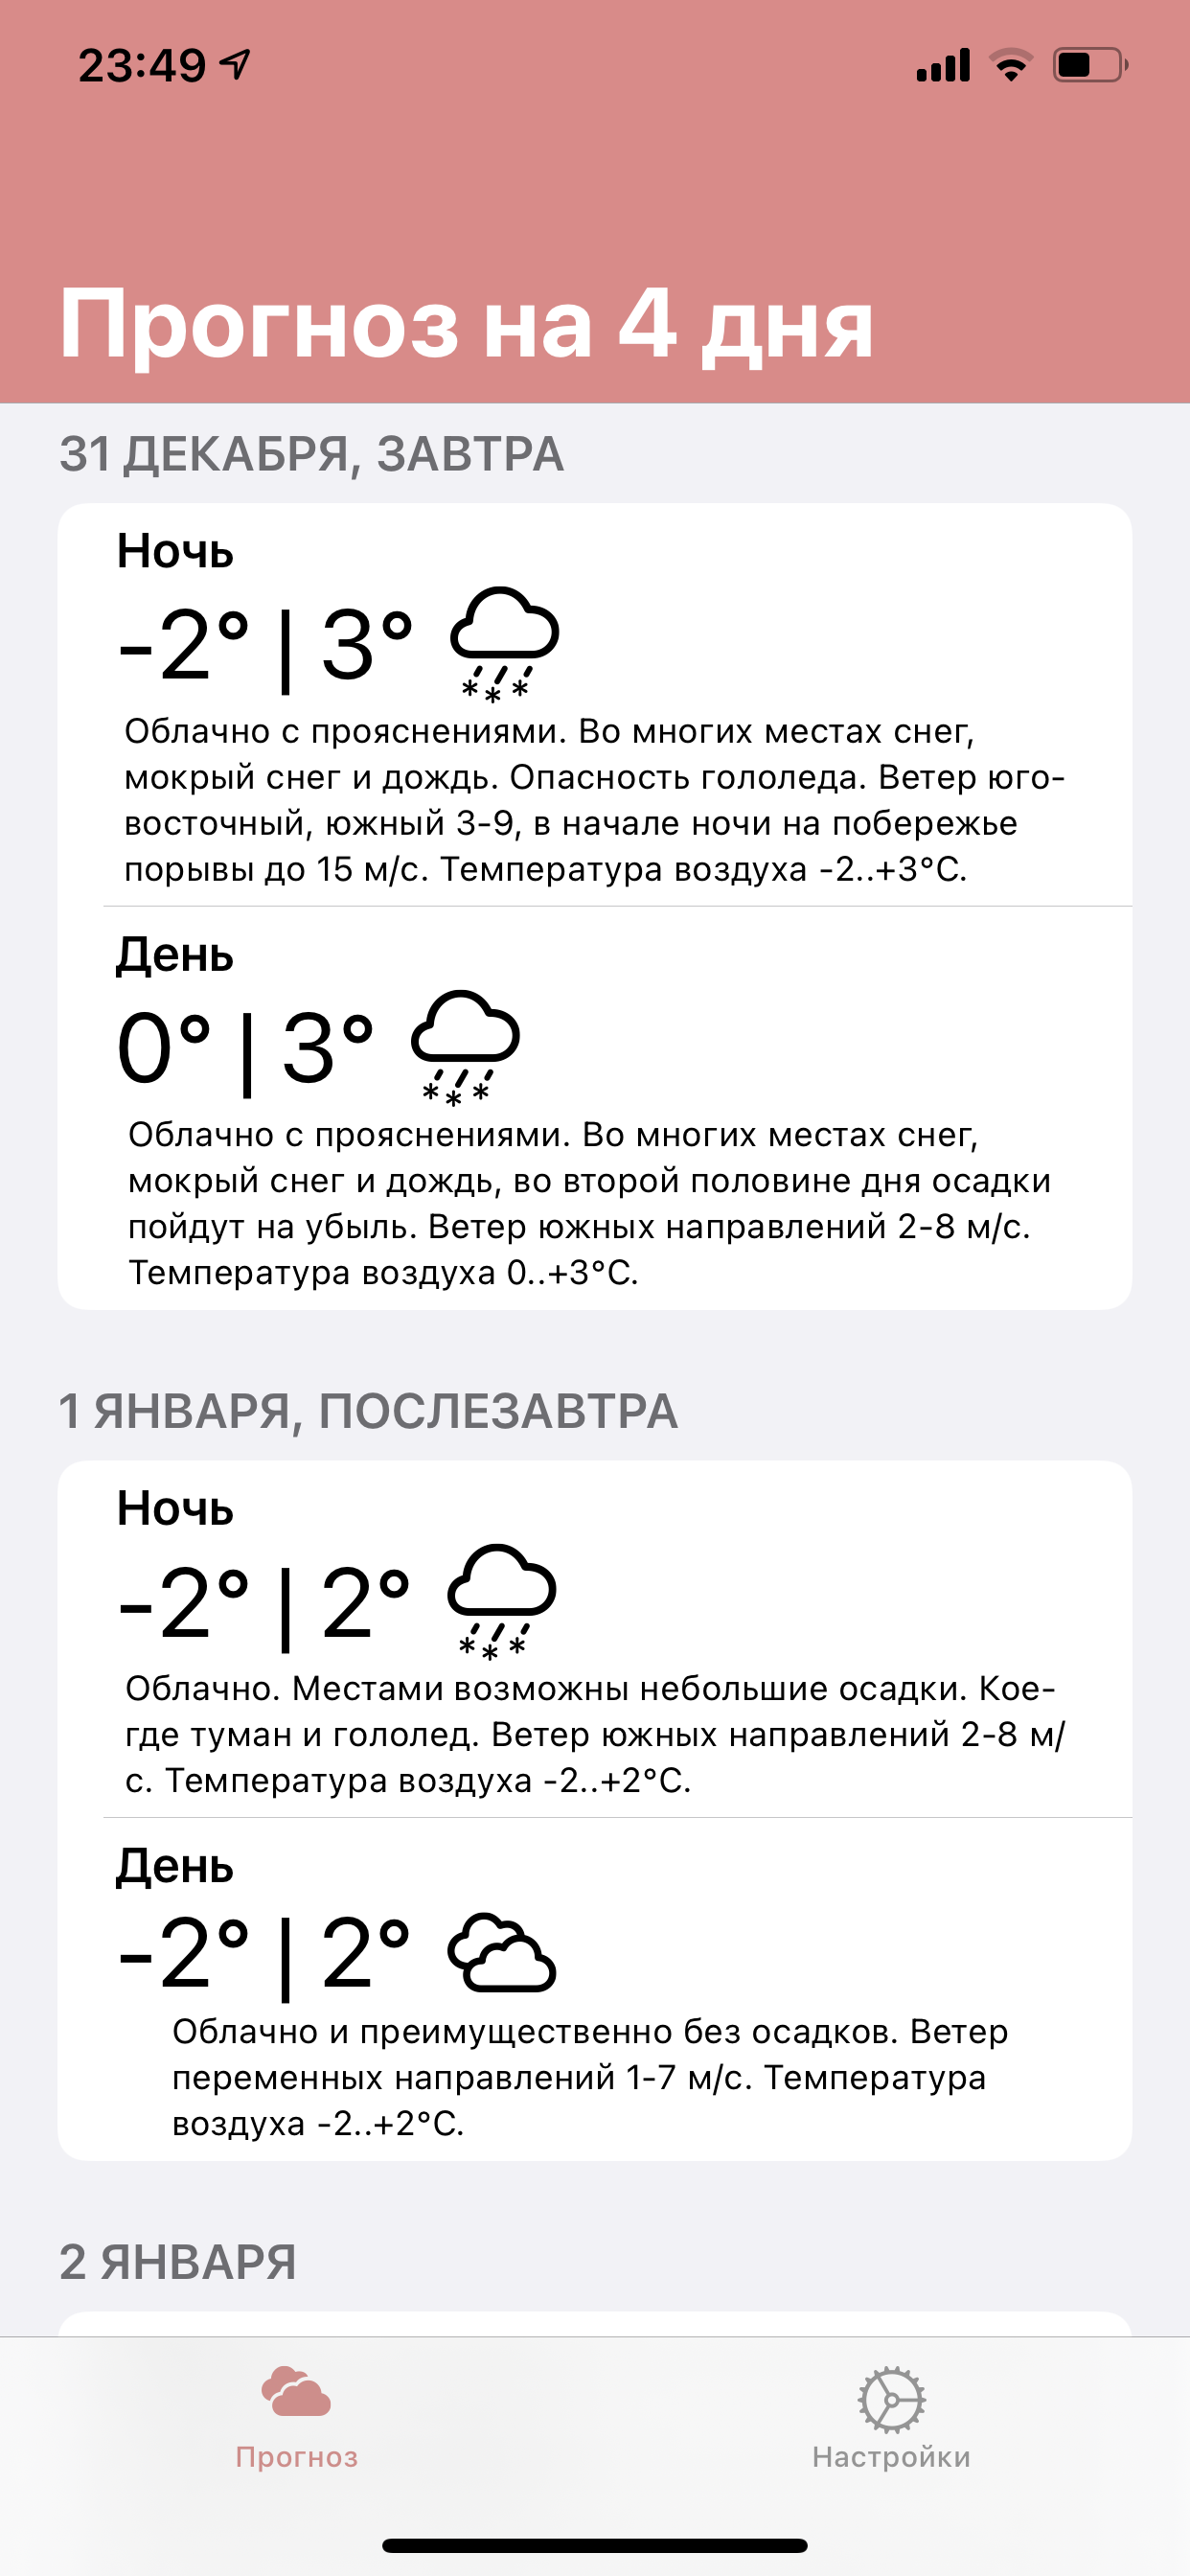 23:49
Прогноз на 4 дня
31 ДЕКАБРЯ, ЗАВТРА
Ночь
-2° | 3°
Облачно с прояснениями. Во многих местах снег,
мокрый снег и дождь. Опасность гололеда. Ветер юго-
восточный, южный 3-9, в начале ночи на побережье
порывы до 15 м/с. Температура воздуха -2..+3°C.
День
0° | 3°
Облачно с прояснениями. Во многих местах снег,
мокрый снег и дождь, во второй половине дня осадки
пойдут на убыль. Ветер южных направлений 2-8 м/с.
Температура воздуха 0..+3°C.
1 ЯНВАРЯ, ПОСЛЕЗАВТРА
Ночь
-2° | 2°
Облачно. Местами возможны небольшие осадки. Кое-
где туман и гололед. Ветер южных направлений 2-8 м/
с. Температура воздуха -2..+2°C.
День
-2° | 2°
Облачно и преимущественно без осадков. Ветер
переменных направлений 1-7 м/с. Температура
воздуха -2..+2°C.
2 ЯНВАРЯ
Прогноз
Настройки